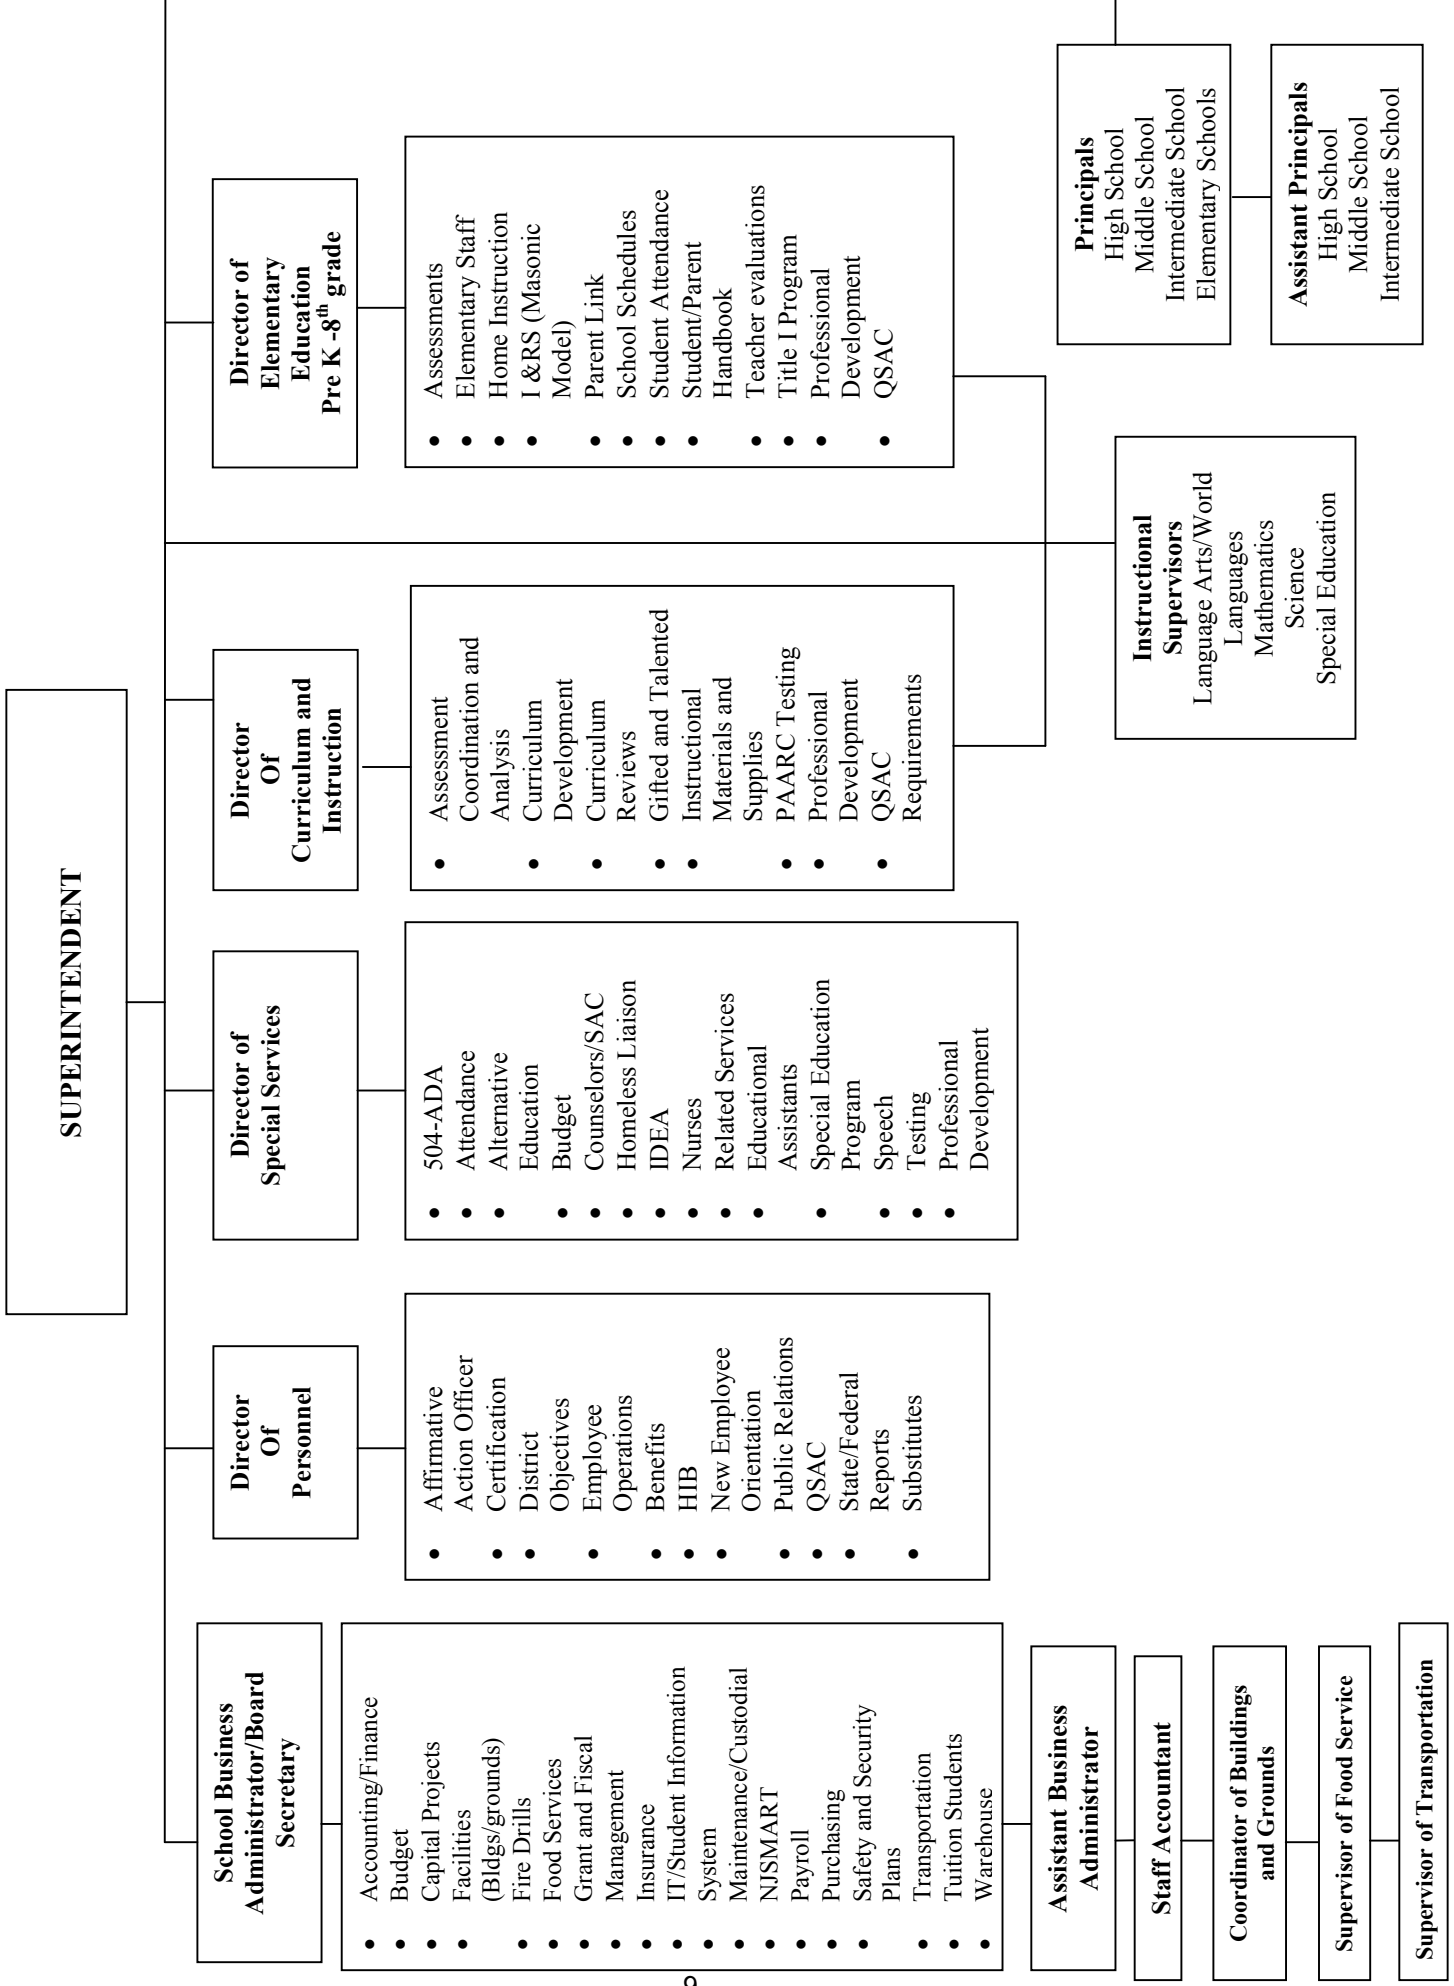 SUPERINTENDENT
School Business
Administrator/Board
Secretary
• Accounting/Finance
• Budget
• Capital Projects
• Facilities
(Bldgs/grounds)
• Fire Drills
• Food Services
• Grant and Fiscal
• Management
• Insurance
• IT/Student Information
• System
• Maintenance/Custodial
• NJSMART
• Payroll
• Purchasing
• Safety and Security
Plans
• Transportation
• Tuition Students
• Warehouse
Assistant Business
Administrator
Staff Accountant
Coordinator of Buildings
and Grounds
Supervisor of Food Service
Supervisor of Transportation
Director
Of
Personnel
• Affirmative
Action Officer
• Certification
• District
Objectives
• Employee
Operations
• Benefits
• HIB
• New Employee
Orientation
• Public Relations
• QSAC
• State/Federal
Reports
• Substitutes
Director of
Special Services
• 504-ADA
• Attendance
• Alternative
Education
• Budget
• Counselors/SAC
• Homeless Liaison
• IDEA
• Nurses
• Related Services
• Educational
Assistants
• Special Education
Program
• Speech
• Testing
• Professional
Development
Director
Of
Curriculum and
Instruction
• Assessment
Coordination and
Analysis
• Curriculum
Development
• Curriculum
Reviews
• Gifted and Talented
• Instructional
Materials and
Supplies
• PAARC Testing
• Professional
Development
• QSAC
Requirements
Director of
Elementary
Education
Pre K -8th grade
• Assessments
• Elementary Staff
• Home Instruction
• I &RS (Masonic
Model)
• Parent Link
• School Schedules
• Student Attendance
• Student/Parent
Handbook
• Teacher evaluations
• Title I Program
• Professional
Development
• QSAC
Instructional
Supervisors
Language Arts/World
Languages
Mathematics
Science
Special Education
Principals
High School
Middle School
Intermediate School
Elementary Schools
Assistant Principals
High School
Middle School
Intermediate School